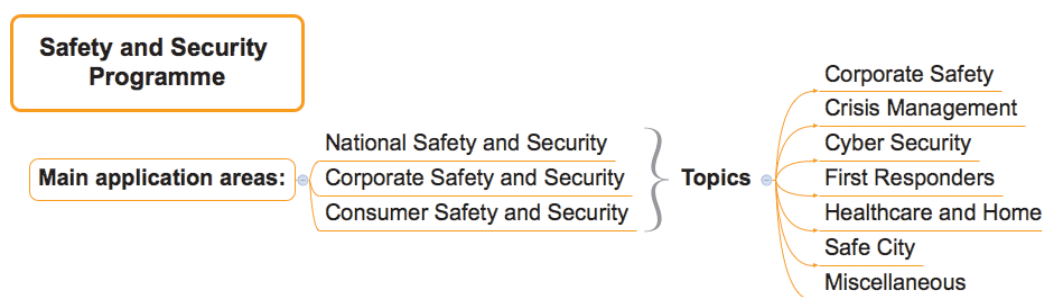 Safety and Security
Programme
Main application areas:
National Safety and Security
Corporate Safety and Security
Consumer Safety and Security
Topics
Corporate Safety
Crisis Management
Cyber Security
First Responders
Healthcare and Home
Safe City
Miscellaneous